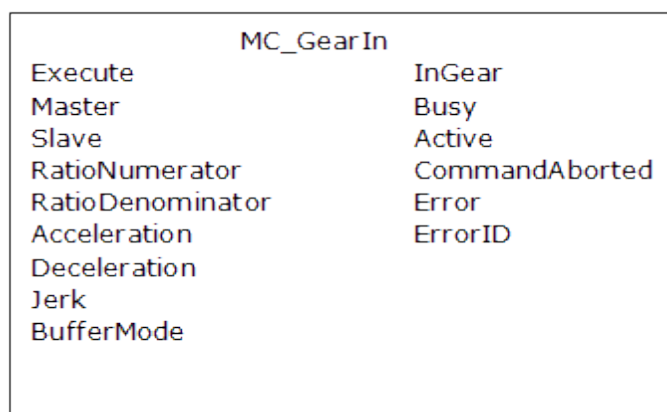 MC_GearIn
Execute InGear
Master Busy
Slave Active
RatioNumerator CommandAborted
RatioDenominator Error
Acceleration ErrorID
Deceleration
Jerk
BufferMode